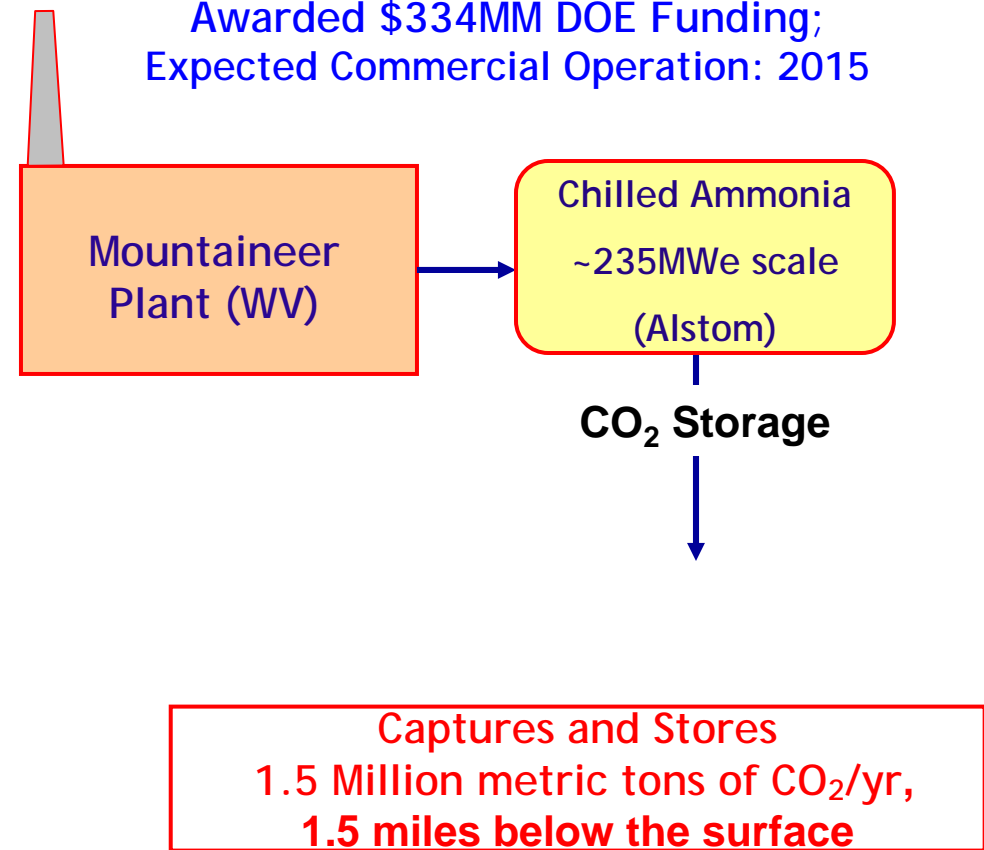 Awarded $334MM DOE Funding;
Expected Commercial Operation: 2015
Mountaineer
Plant (WV)
Chilled Ammonia
~235MWe scale
(Alstom)
CO₂ Storage
Captures and Stores
1.5 Million metric tons of CO₂/yr,
1.5 miles below the surface